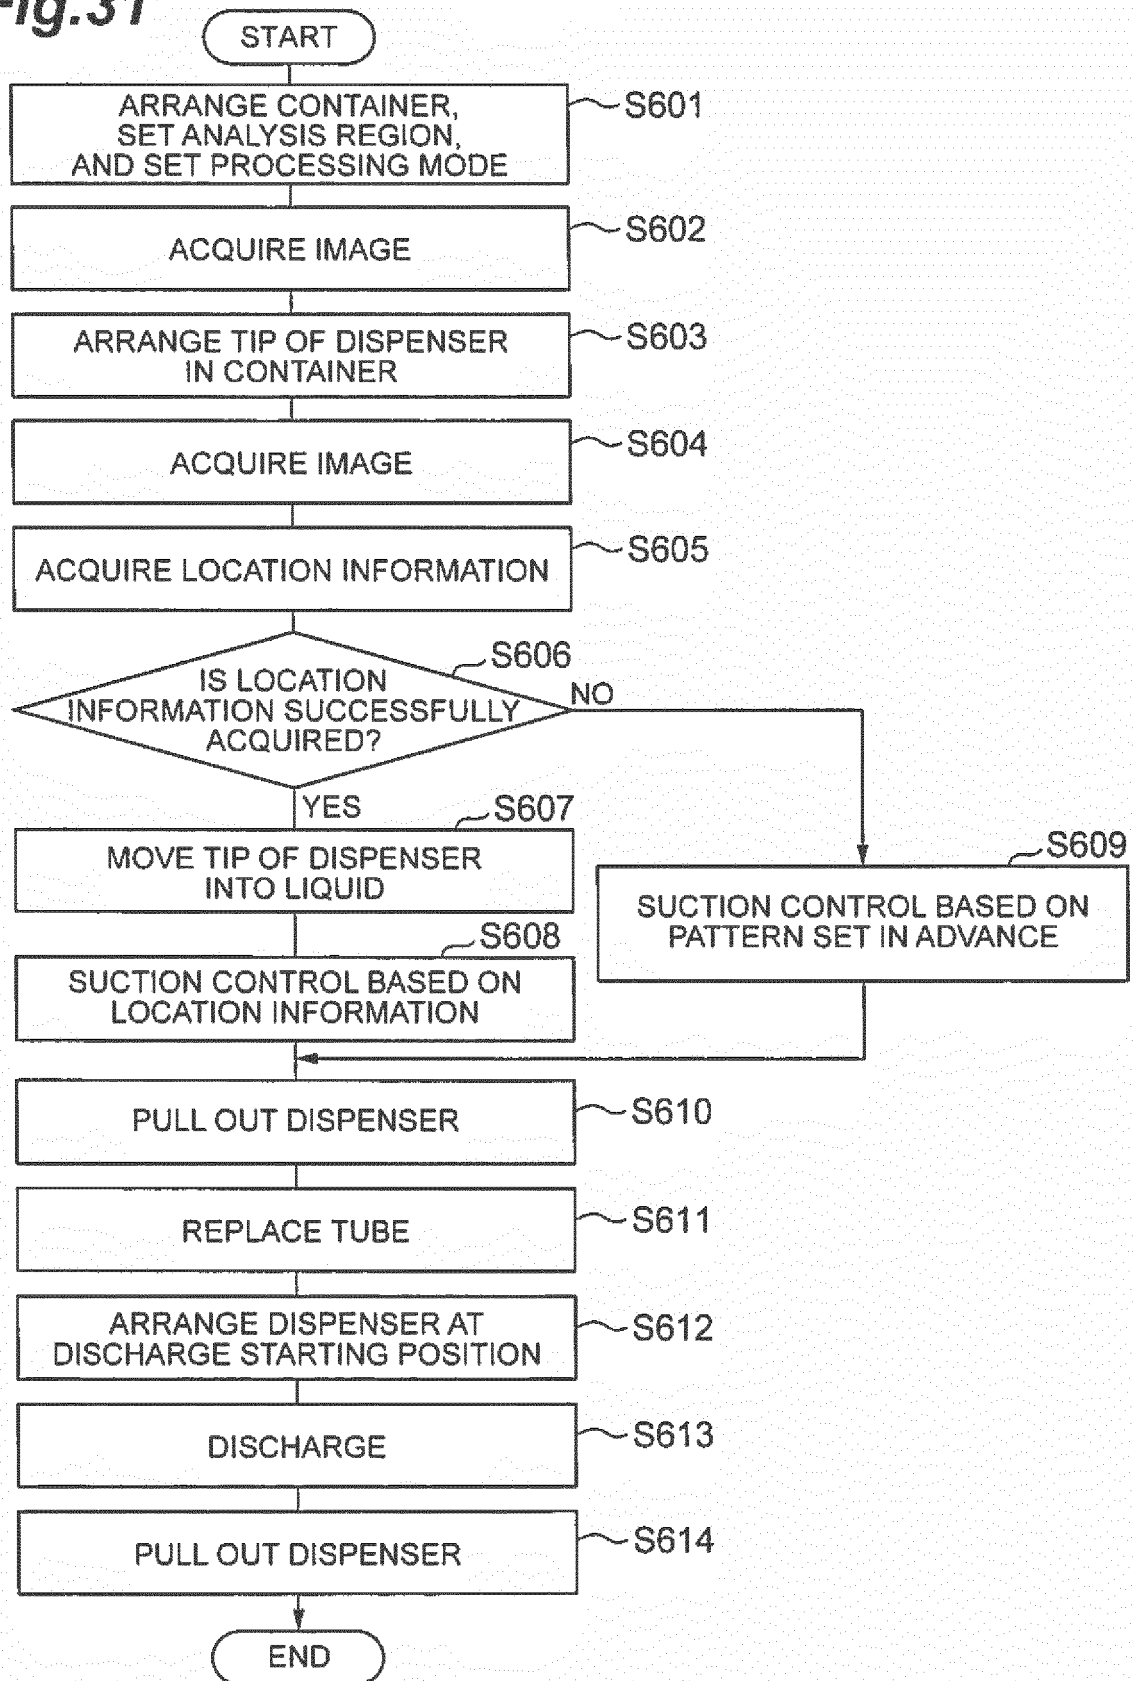 Fig.31
START
ARRANGE CONTAINER,
SET ANALYSIS REGION,
AND SET PROCESSING MODE
S601
ACQUIRE IMAGE
S602
ARRANGE TIP OF DISPENSER
IN CONTAINER
S603
ACQUIRE IMAGE
S604
ACQUIRE LOCATION INFORMATION
S605
IS LOCATION
INFORMATION SUCCESSFULLY
ACQUIRED?
S606
NO
YES
MOVE TIP OF DISPENSER
INTO LIQUID
S607
SUCTION CONTROL BASED ON
LOCATION INFORMATION
S608
SUCTION CONTROL BASED ON
PATTERN SET IN ADVANCE
S609
PULL OUT DISPENSER
S610
REPLACE TUBE
S611
ARRANGE DISPENSER AT
DISCHARGE STARTING POSITION
S612
DISCHARGE
S613
PULL OUT DISPENSER
S614
END